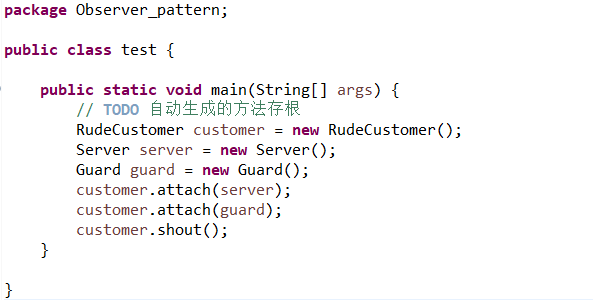 package Observer_pattern;
public class test {
public static void main(String[] args) {
// TODO 自动生成的方法存根
RudeCustomer customer = new RudeCustomer();
Server server = new Server();
Guard guard = new Guard();
customer.attach(server);
customer.attach(guard);
customer.shout();
}
}